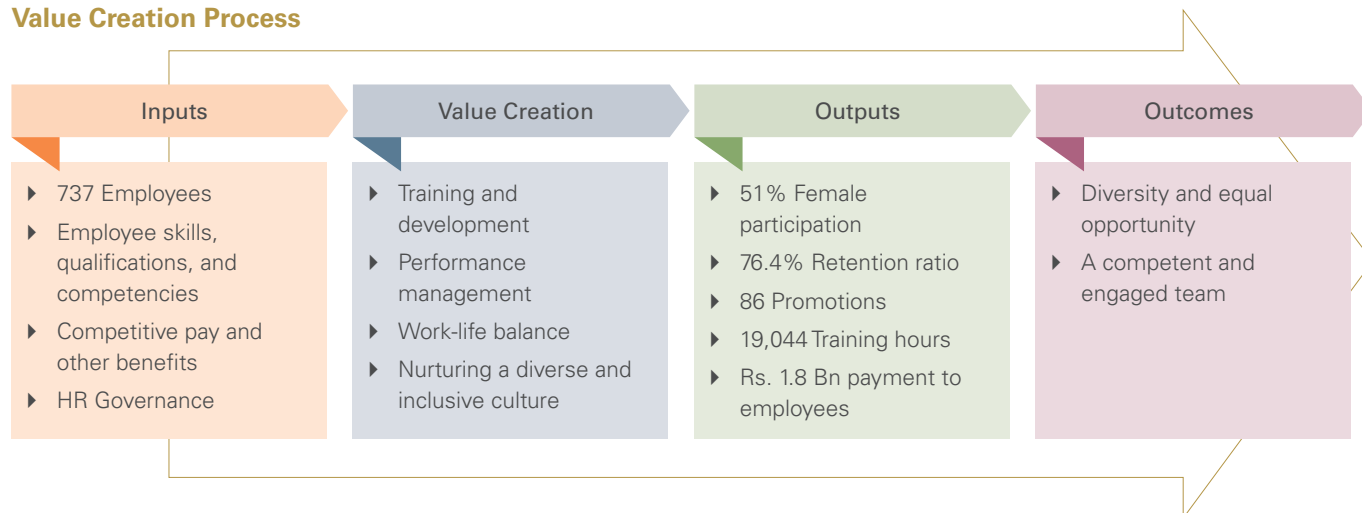 Value Creation Process
Inputs
737 Employees
Employee skills,
qualifications, and
competencies
Competitive pay and
other benefits
HR Governance
Value Creation
Training and
development
Performance
management
Work-life balance
Nurturing a diverse and
inclusive culture
Outputs
51% Female
participation
76.4% Retention ratio
86 Promotions
19,044 Training hours
Rs. 1.8 Bn payment to
employees
Outcomes
Diversity and equal
opportunity
A competent and
engaged team